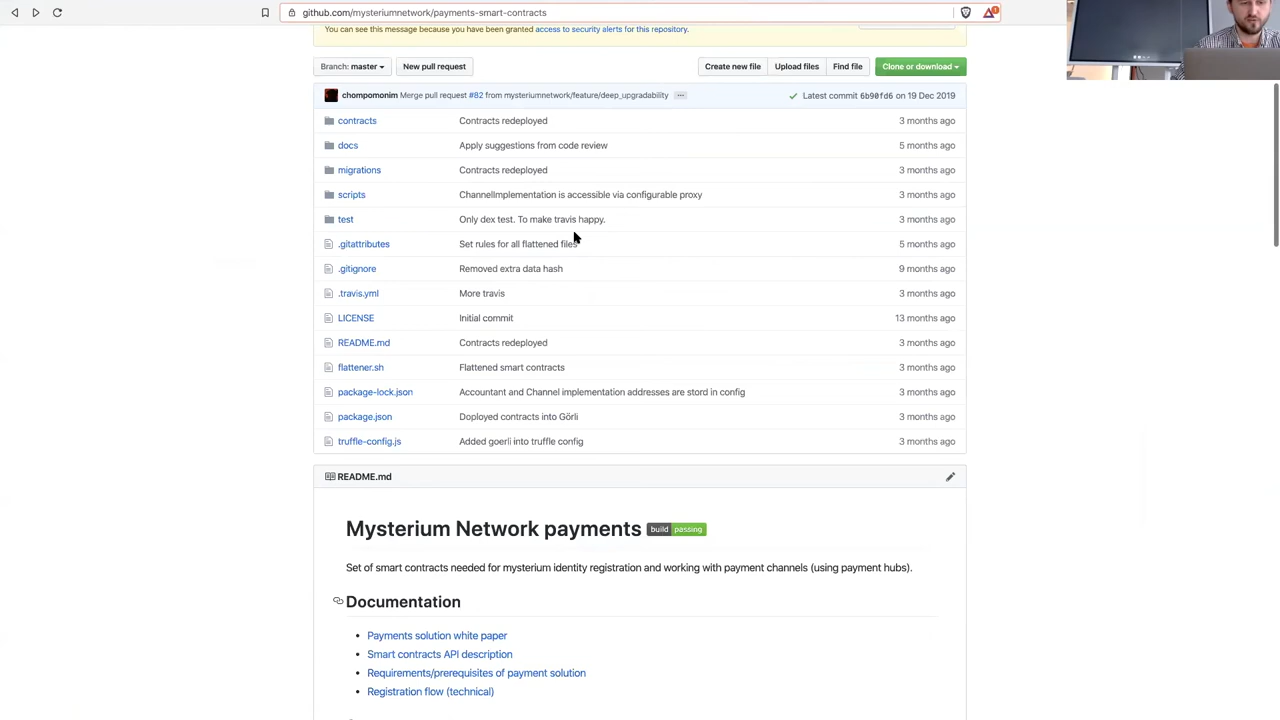 github.com/mysteriumnetwork/payments-smart-contracts
1
You can see this message because you have been granted access to security alerts for this repository.
Branch: master
New pull request
Create new file
Upload files
Find file
Clone or download
chompomonim Merge pull request #82 from mysteriumnetwork/feature/deep_upgradability ...
Latest commit 6b90fd6 on 19 Dec 2019
contracts Contracts redeployed 3 months ago
docs Apply suggestions from code review 5 months ago
migrations Contracts redeployed 3 months ago
scripts ChannelImplementation is accessible via configurable proxy 3 months ago
test Only dex test. To make travis happy. 3 months ago
.gitattributes Set rules for all flattened files 5 months ago
.gitignore Removed extra data hash 9 months ago
.travis.yml More travis 3 months ago
LICENSE Initial commit 13 months ago
README.md Contracts redeployed 3 months ago
flattener.sh Flattened smart contracts 3 months ago
package-lock.json Accountant and Channel implementation addresses are stord in config 3 months ago
package.json Doployed contracts into Görli 3 months ago
truffle-config.js Added goerli into truffle config 3 months ago
README.md
Mysterium Network payments build passing
Set of smart contracts needed for mysterium identity registration and working with payment channels (using payment hubs).
Documentation
• Payments solution white paper
• Smart contracts API description
• Requirements/prerequisites of payment solution
• Registration flow (technical)